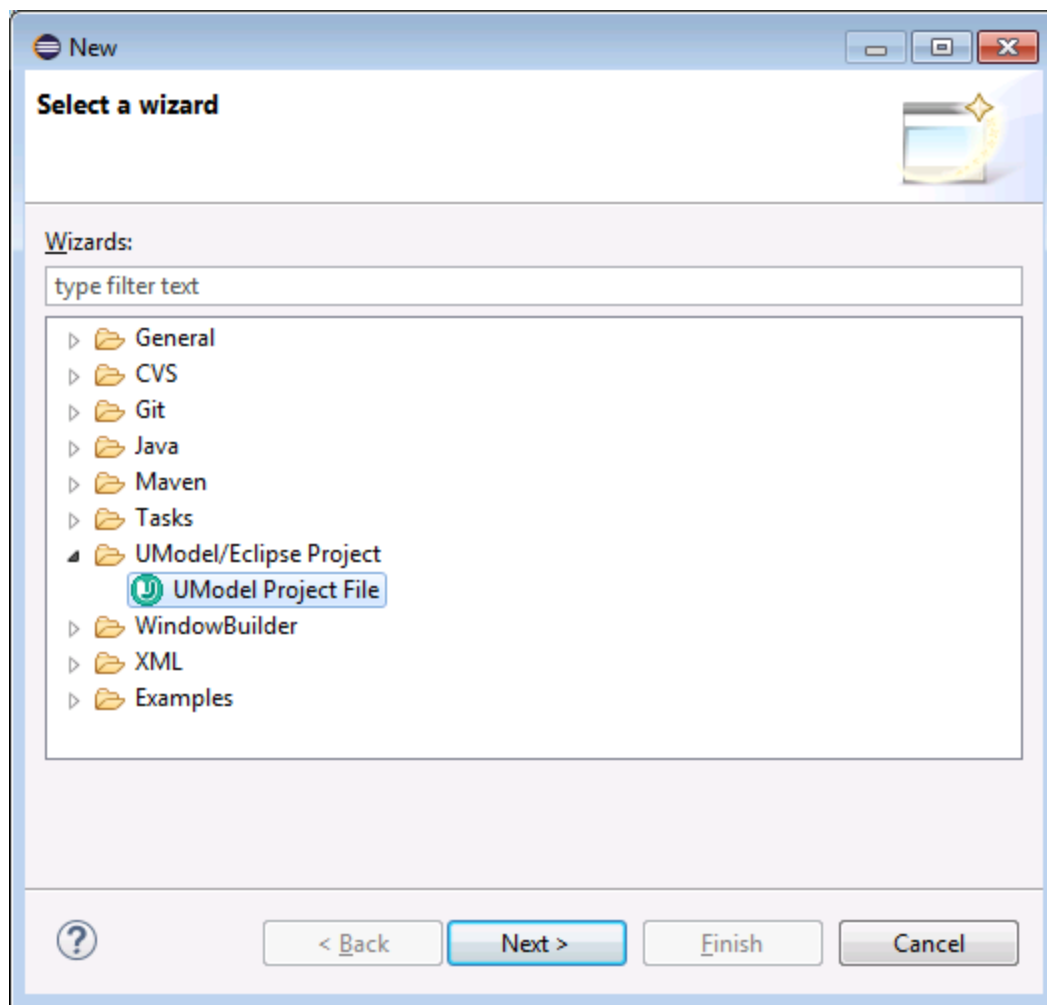 New
Select a wizard
Wizards:
type filter text
General
CVS
Git
Java
Maven
Tasks
UModel/Eclipse Project
UModel Project File
WindowBuilder
XML
Examples
? < Back Next > Finish Cancel